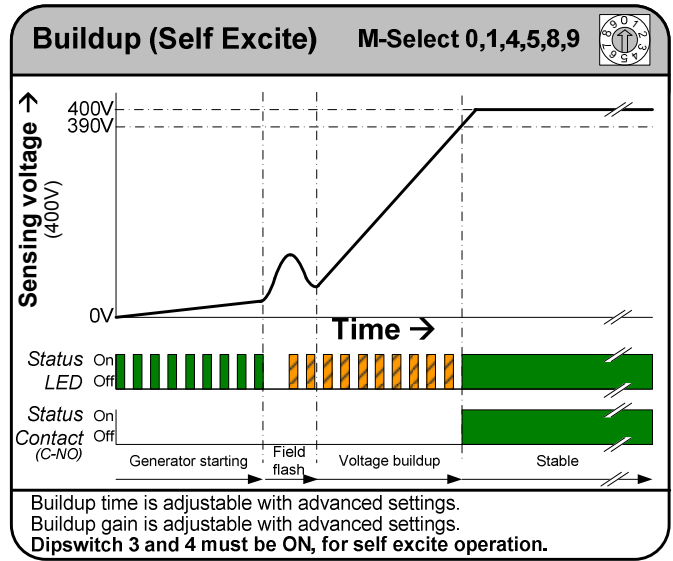 Buildup (Self Excite) M-Select 0,1,4,5,8,9
Sensing voltage →
(400V)
400V
390V
0V
Time →
Status LED
On
Off
Status Contact
(C-NO)
On
Off
Generator starting
Field flash
Voltage buildup
Stable
Buildup time is adjustable with advanced settings.
Buildup gain is adjustable with advanced settings.
Dipswitch 3 and 4 must be ON, for self excite operation.